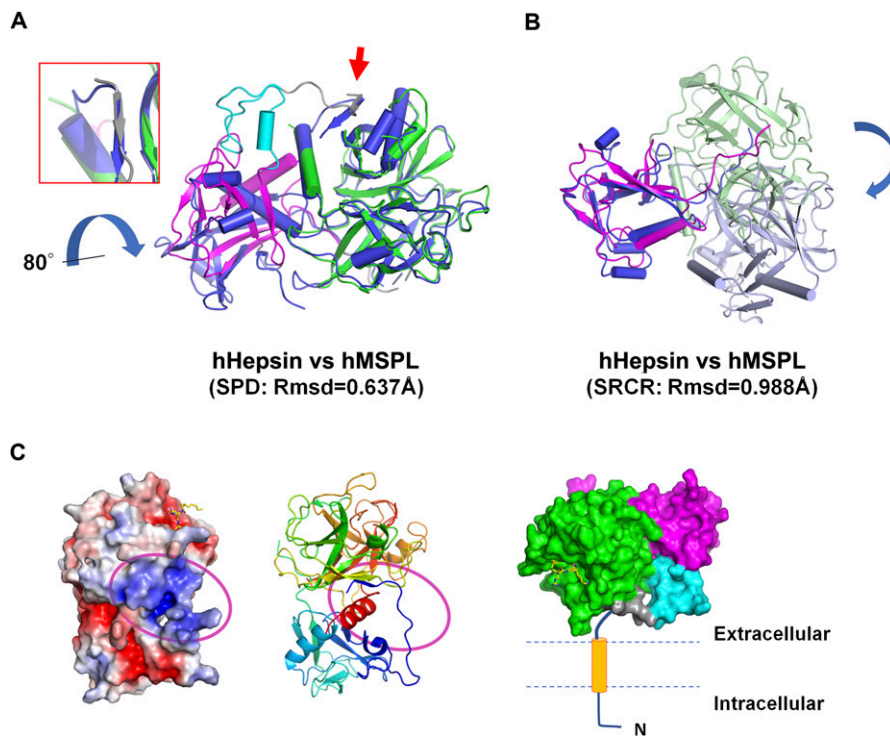 A
B
80°
hHepsin vs hMSPL
(SPD: Rmsd=0.637Å)
hHepsin vs hMSPL
(SRCR: Rmsd=0.988Å)
C
Extracellular
Intracellular
N